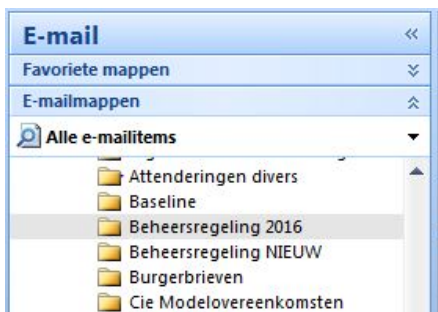 E-mail
Favoriete mappen
E-mailmappen
Alle e-mailitems
Attenderingen divers
Baseline
Beheersregeling 2016
Beheersregeling NIEUW
Burgerbrieven
Cie Modelovereenkomsten